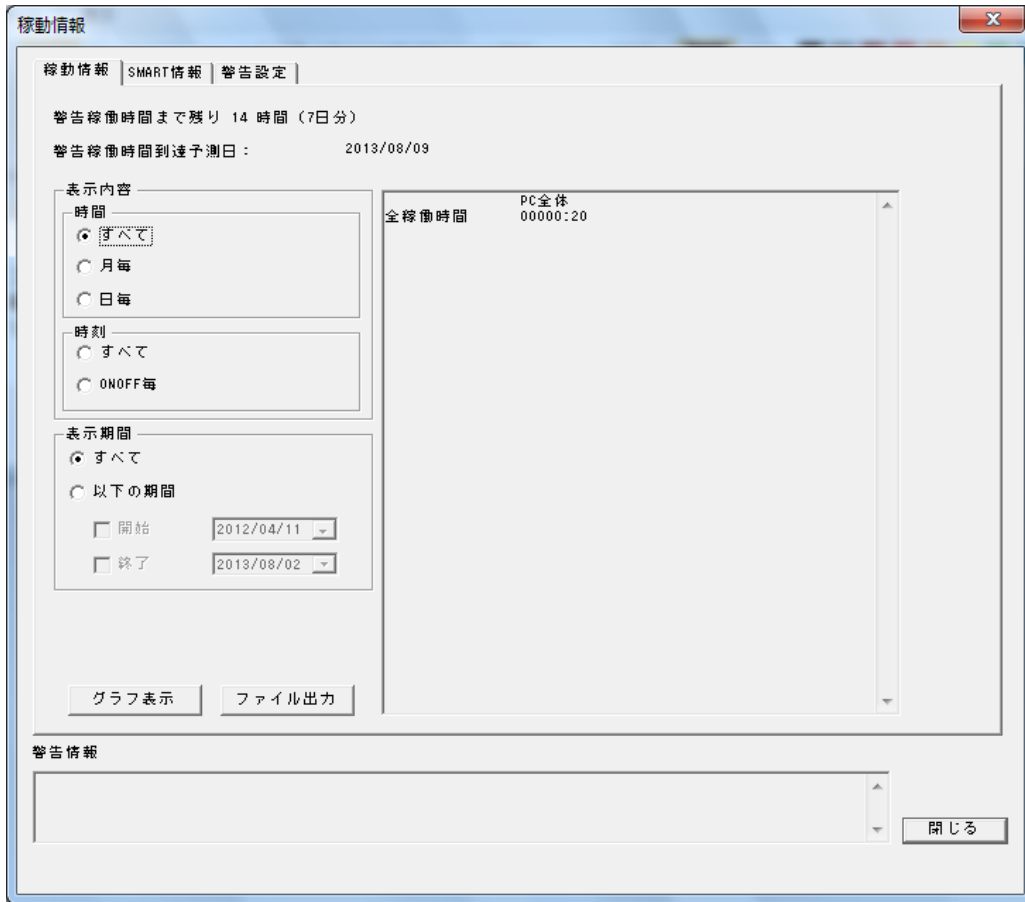 稼動情報
稼動情報 SMART情報 警告設定
警告稼働時間まで残り 14 時間 (7日分)
警告稼働時間到達予測日： 2013/08/09
表示内容
時間
すべて
月毎
日毎
時刻
すべて
ONOFF毎
表示期間
すべて
以下の期間
開始 2012/04/11
終了 2013/08/02
グラフ表示 ファイル出力
PC全体
全稼働時間 00000:20
警告情報
閉じる